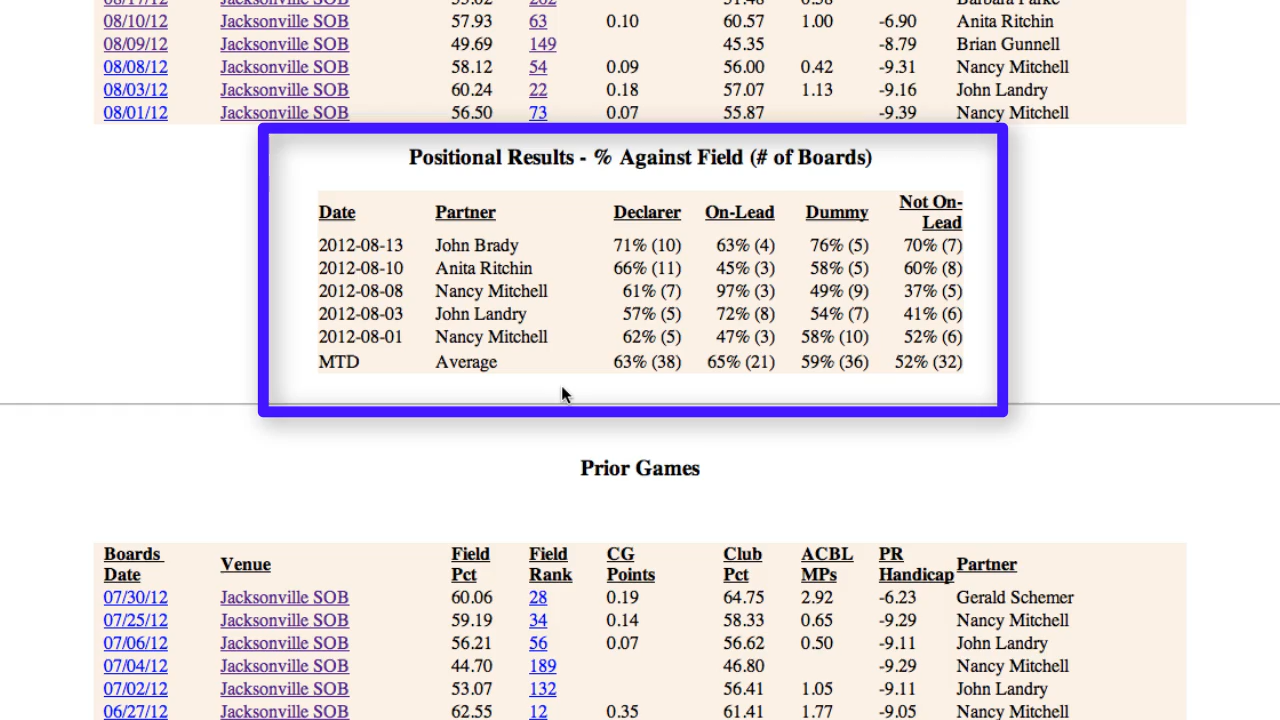 08/17/12 Jacksonville SOB 55.02 202 51.48 0.58 Barbara Parke
08/10/12 Jacksonville SOB 57.93 63 0.10 60.57 1.00 -6.90 Anita Ritchin
08/09/12 Jacksonville SOB 49.69 149 45.35 -8.79 Brian Gunnell
08/08/12 Jacksonville SOB 58.12 54 0.09 56.00 0.42 -9.31 Nancy Mitchell
08/03/12 Jacksonville SOB 60.24 22 0.18 57.07 1.13 -9.16 John Landry
08/01/12 Jacksonville SOB 56.50 73 0.07 55.87 -9.39 Nancy Mitchell
Positional Results - % Against Field (# of Boards)
Date Partner Declarer On-Lead Dummy Not On-
Lead
2012-08-13 John Brady 71% (10) 63% (4) 76% (5) 70% (7)
2012-08-10 Anita Ritchin 66% (11) 45% (3) 58% (5) 60% (8)
2012-08-08 Nancy Mitchell 61% (7) 97% (3) 49% (9) 37% (5)
2012-08-03 John Landry 57% (5) 72% (8) 54% (7) 41% (6)
2012-08-01 Nancy Mitchell 62% (5) 47% (3) 58% (10) 52% (6)
MTD Average 63% (38) 65% (21) 59% (36) 52% (32)
Prior Games
Boards Field Field CG Club ACBL PR
Date Venue Pct Rank Points Pct MPs Handicap Partner
07/30/12 Jacksonville SOB 60.06 28 0.19 64.75 2.92 -6.23 Gerald Schemer
07/25/12 Jacksonville SOB 59.19 34 0.14 58.33 0.65 -9.29 Nancy Mitchell
07/06/12 Jacksonville SOB 56.21 56 0.07 56.62 0.50 -9.11 John Landry
07/04/12 Jacksonville SOB 44.70 189 46.80 -9.29 Nancy Mitchell
07/02/12 Jacksonville SOB 53.07 132 56.41 1.05 -9.11 John Landry
06/27/12 Jacksonville SOB 62.55 12 0.35 61.41 1.77 -9.05 Nancy Mitchell